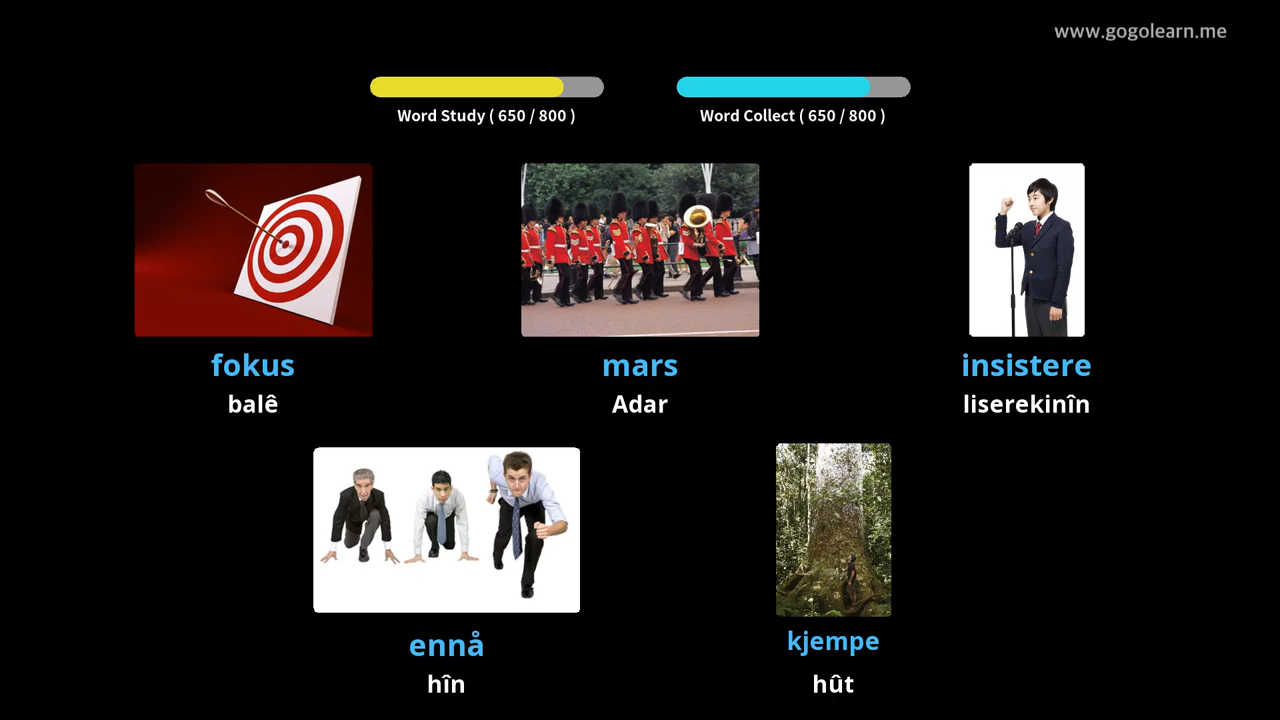 www.gogolearn.me
Word Study ( 650 / 800 )
Word Collect ( 650 / 800 )
fokus
balê
mars
Adar
insistere
liserekinîn
ennå
hîn
kjempe
hût